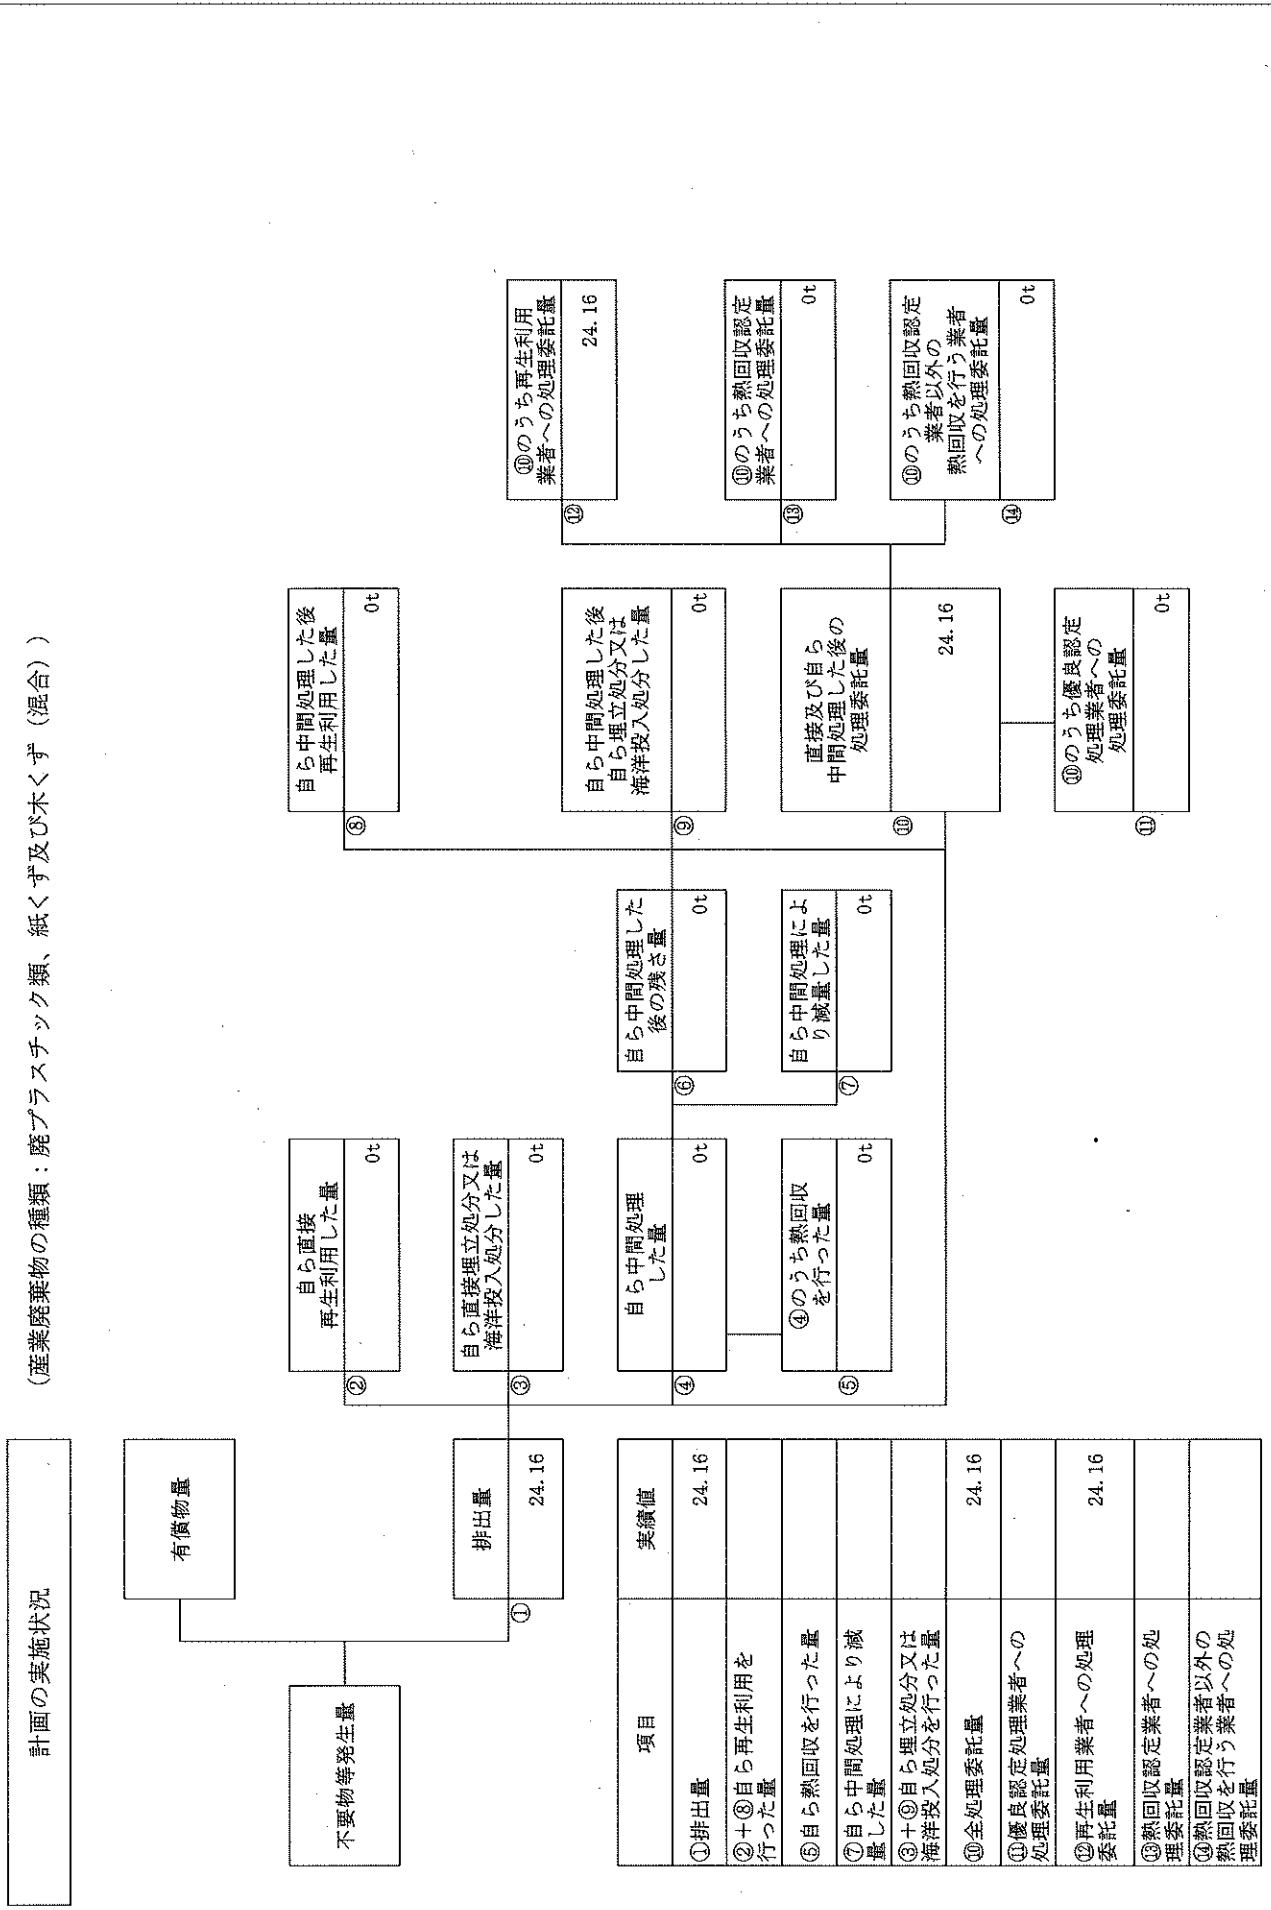 計画の実施状況
(産業廃棄物の種類：廃プラスチック類、紙くず及び木くず (混合) )
不要物等発生量
有償物量
①
排出量
24.16
②
自ら直接
再生利用した量
0t
③
自ら直接埋立処分又は
海洋投入処分した量
0t
④
自ら中間処理
した量
0t
⑤
④のうち熱回収
を行った量
0t
⑥
自ら中間処理した
後の残さ量
0t
⑦
自ら中間処理によ
り減量した量
0t
⑧
自ら中間処理した後
再生利用した量
0t
⑨
自ら中間処理した後
自ら埋立処分又は
海洋投入処分した量
0t
⑩
直接及び自ら
中間処理した後の
処理委託量
24.16
⑪
⑩のうち優良認定
処理業者への
処理委託量
0t
⑫
⑩のうち再生利用
業者への処理委託量
24.16
⑬
⑩のうち熱回収認定
業者への処理委託量
0t
⑭
⑩のうち熱回収認定
業者以外の
熱回収を行う業者
への処理委託量
0t
項目 実績値
①排出量 24.16
②＋⑧自ら再生利用を
行った量
⑤自ら熱回収を行った量
⑦自ら中間処理により減
量した量
③＋⑨自ら埋立処分又は
海洋投入処分を行った量
⑩全処理委託量 24.16
⑪優良認定処理業者への
処理委託量
⑫再生利用業者への処理
委託量 24.16
⑬熱回収認定業者への処
理委託量
⑭熱回収認定業者以外の
熱回収を行う業者への処
理委託量